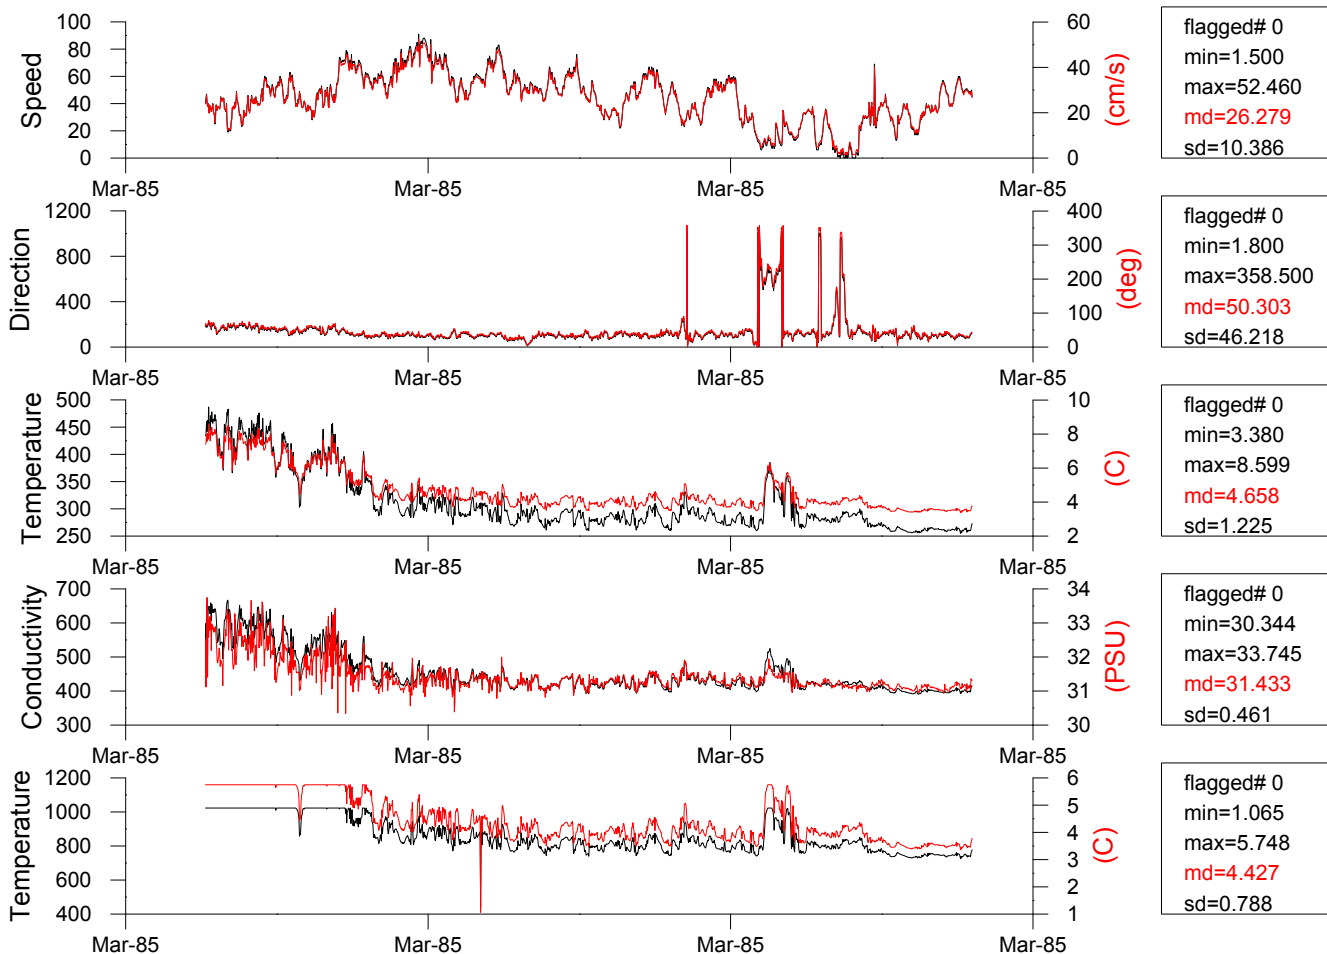 Speed
100
80
60
40
20
0
60
40
20
0
(cm/s)
Mar-85 Mar-85 Mar-85 Mar-85
flagged# 0
min=1.500
max=52.460
md=26.279
sd=10.386
Direction
1200
800
400
0
400
300
200
100
0
(deg)
Mar-85 Mar-85 Mar-85 Mar-85
flagged# 0
min=1.800
max=358.500
md=50.303
sd=46.218
Temperature
500
450
400
350
300
250
10
8
6
4
2
(C)
Mar-85 Mar-85 Mar-85 Mar-85
flagged# 0
min=3.380
max=8.599
md=4.658
sd=1.225
Conductivity
700
600
500
400
300
34
33
32
31
30
(PSU)
Mar-85 Mar-85 Mar-85 Mar-85
flagged# 0
min=30.344
max=33.745
md=31.433
sd=0.461
Temperature
1200
1000
800
600
400
6
5
4
3
2
1
(C)
Mar-85 Mar-85 Mar-85 Mar-85
flagged# 0
min=1.065
max=5.748
md=4.427
sd=0.788